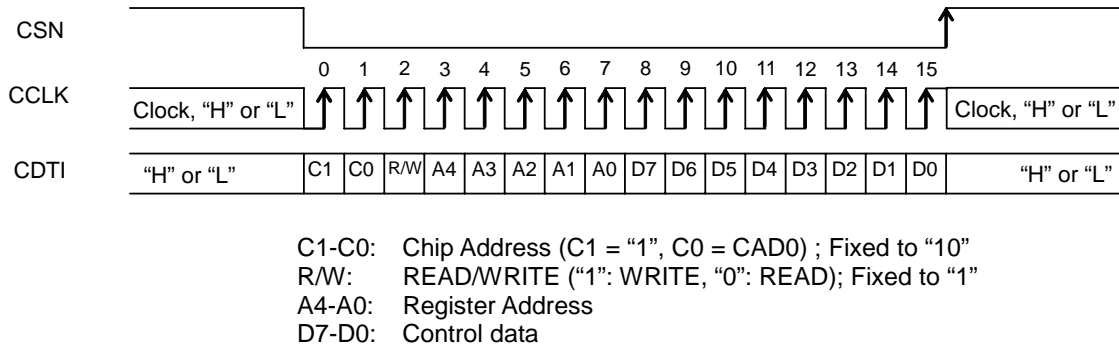 CSN
0 1 2 3 4 5 6 7 8 9 10 11 12 13 14 15
CCLK Clock, “H” or “L” Clock, “H” or “L”
CDTI “H” or “L” C1 C0 R/W A4 A3 A2 A1 A0 D7 D6 D5 D4 D3 D2 D1 D0 “H” or “L”
C1-C0: Chip Address (C1 = “1”, C0 = CAD0) ; Fixed to “10”
R/W: READ/WRITE (“1”: WRITE, “0”: READ); Fixed to “1”
A4-A0: Register Address
D7-D0: Control data